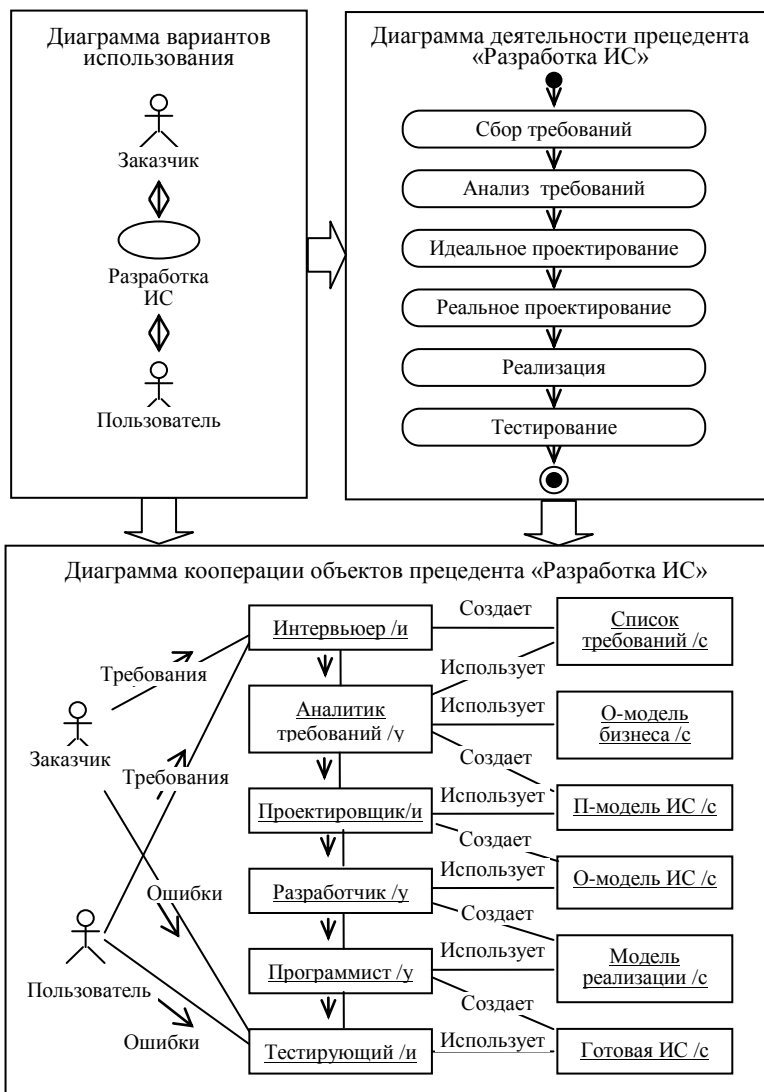 Диаграмма вариантов
использования
Заказчик
Разработка
ИС
Пользователь
Диаграмма деятельности прецедента
«Разработка ИС»
Сбор требований
Анализ требований
Идеальное проектирование
Реальное проектирование
Реализация
Тестирование
Диаграмма кооперации объектов прецедента «Разработка ИС»
Интервьюер /и
Создает
Список
требований /с
Требования
Использует
Заказчик
Аналитик
требований /у
Использует
О-модель
бизнеса /с
Требования
Создает
Проектировщик/и
Использует
П-модель ИС /с
Создает
Ошибки
Разработчик /у
Использует
О-модель ИС /с
Создает
Пользователь
Программист /у
Использует
Модель
реализации /с
Создает
Ошибки
Тестирующий /и
Использует
Готовая ИС /с